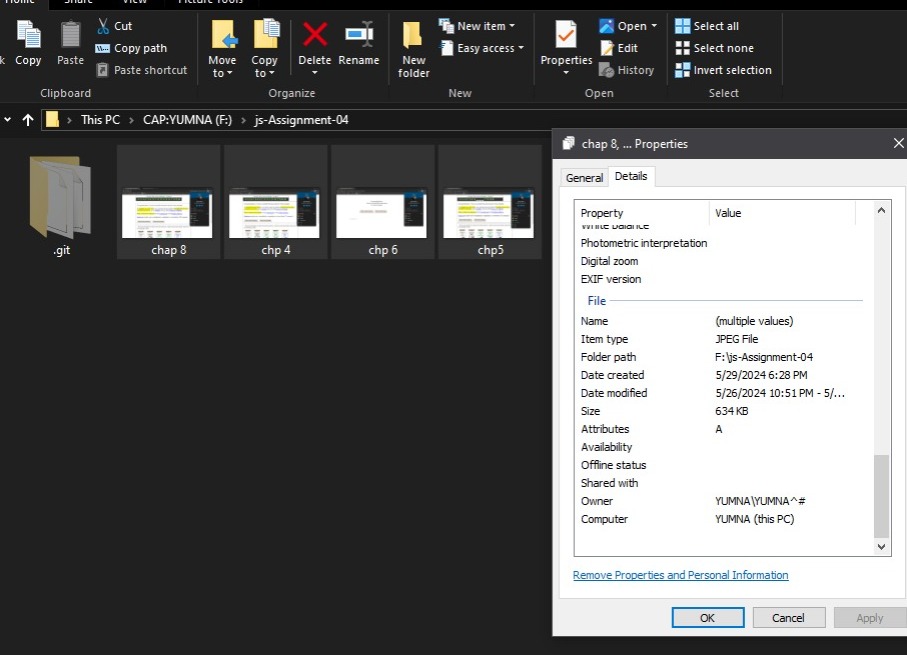 Home Share View Picture Tools
Cut
Copy path
Paste shortcut
Copy
Paste
Clipboard
Move to
Copy to
Delete
Rename
Organize
New folder
New item
Easy access
New
Properties
Open
Edit
History
Open
Select all
Select none
Invert selection
Select
This PC > CAP:YUMNA (F:) > js-Assignment-04
.git
chap 8
chp 4
chp 6
chp5
chap 8, ... Properties
General
Details
Property Value
White balance
Photometric interpretation
Digital zoom
EXIF version
File
Name (multiple values)
Item type JPEG File
Folder path F:\js-Assignment-04
Date created 5/29/2024 6:28 PM
Date modified 5/26/2024 10:51 PM - 5/...
Size 634 KB
Attributes A
Availability
Offline status
Shared with
Owner YUMNA\YUMNA^#
Computer YUMNA (this PC)
Remove Properties and Personal Information
OK Cancel Apply